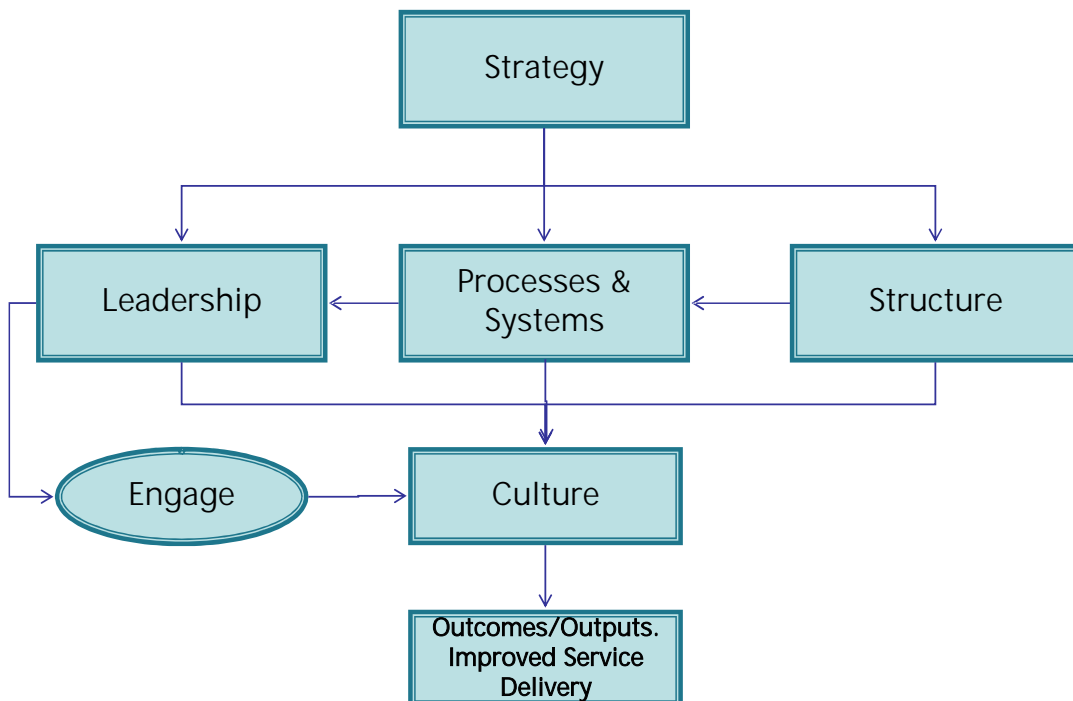 Strategy
Leadership
Processes &
Systems
Structure
Engage
Culture
Outcomes/Outputs.
Improved Service
Delivery